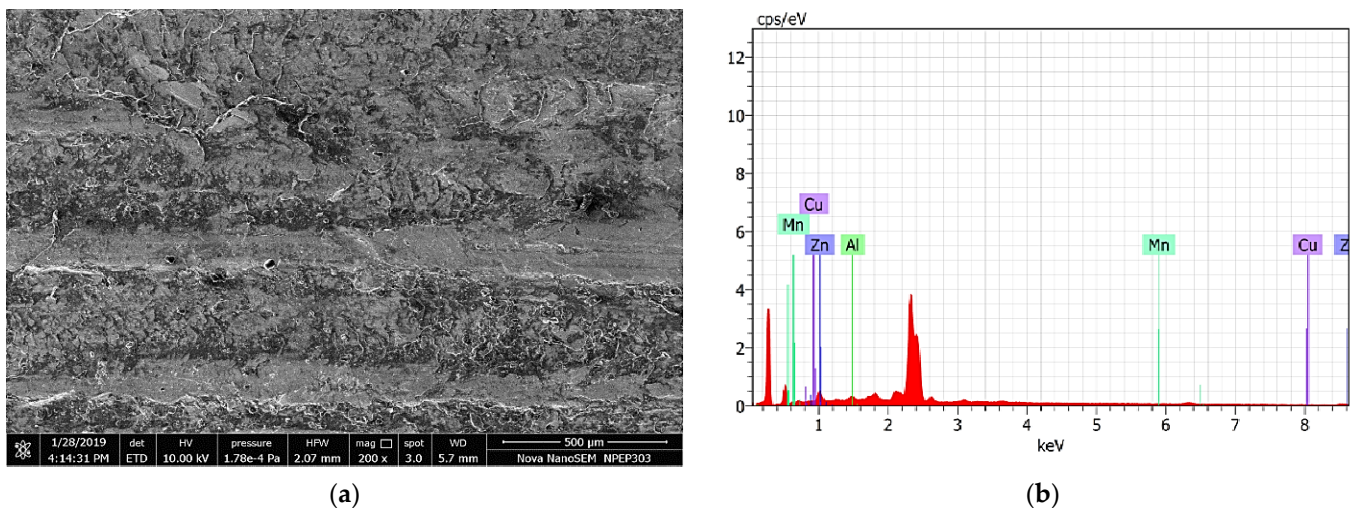 cps/eV
12
10
8
6
4
2
0
Cu
Mn
Zn
Al
Mn
Cu
Z
1 2 3 4 5 6 7 8
keV
1/28/2019 det HV pressure HFW mag spot WD 500 µm
4:14:31 PM ETD 10.00 kV 1.78e-4 Pa 2.07 mm 200 x 3.0 5.7 mm Nova NanoSEM NPEP303
(a) (b)